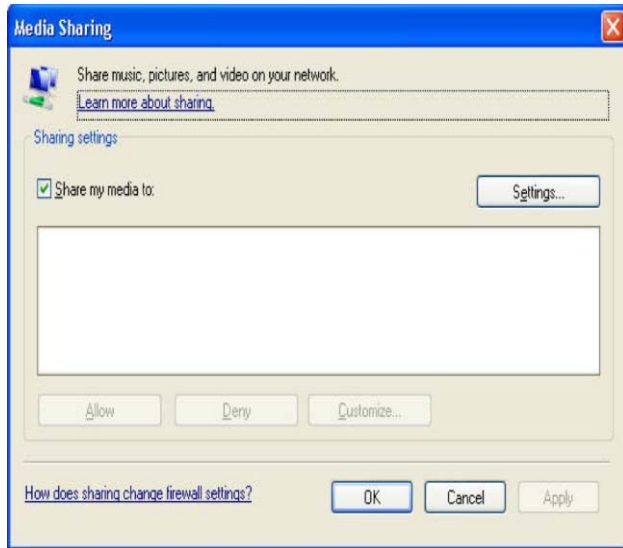 Media Sharing
Share music, pictures, and video on your network.
Learn more about sharing.
Sharing settings
Share my media to:
Settings...
Allow Deny Customize...
How does sharing change firewall settings? OK Cancel Apply